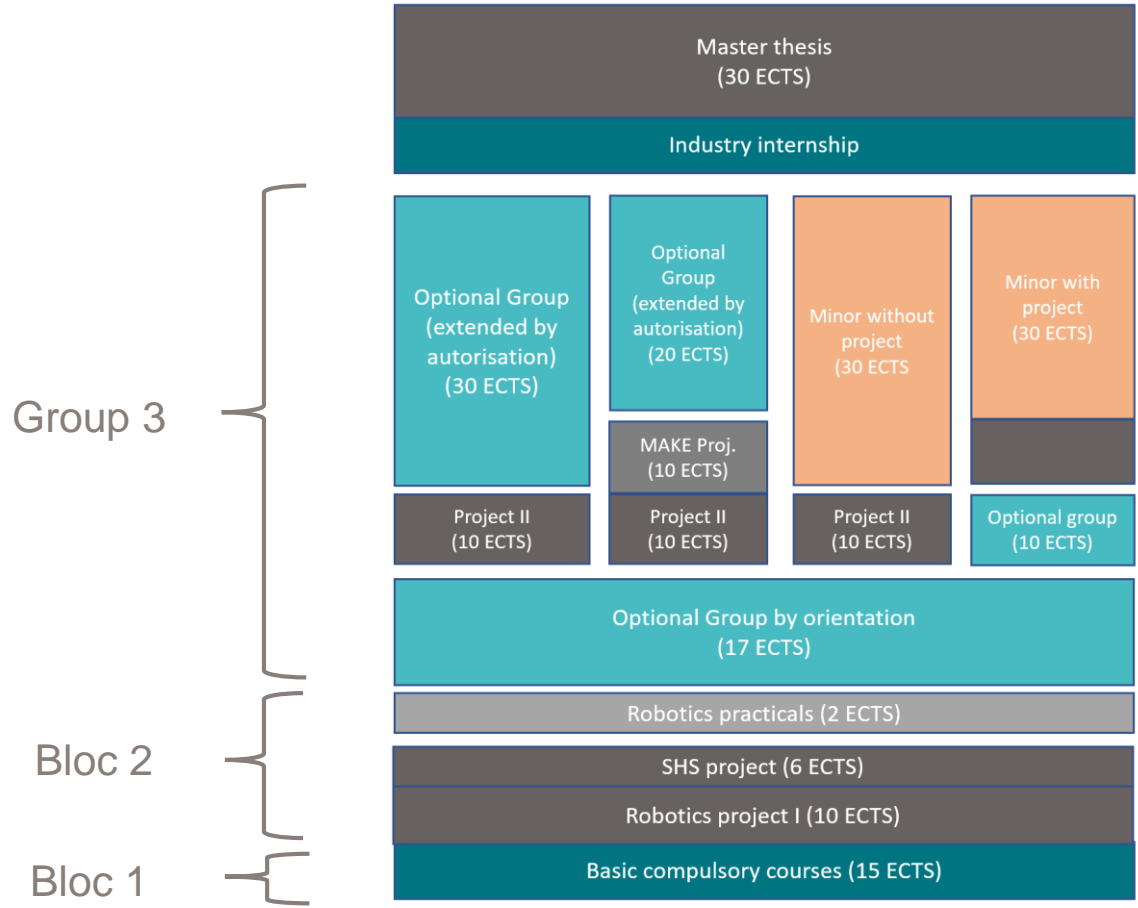 Master thesis
(30 ECTS)
Industry internship
Group 3
Optional Group
(extended by
autorisation)
(30 ECTS)
Project II
(10 ECTS)
Optional
Group
(extended by
autorisation)
(20 ECTS)
MAKE Proj.
(10 ECTS)
Project II
(10 ECTS)
Minor without
project
(30 ECTS
Project II
(10 ECTS)
Minor with
project
(30 ECTS)
Optional group
(10 ECTS)
Optional Group by orientation
(17 ECTS)
Bloc 2
Robotics practicals (2 ECTS)
SHS project (6 ECTS)
Robotics project I (10 ECTS)
Bloc 1
Basic compulsory courses (15 ECTS)